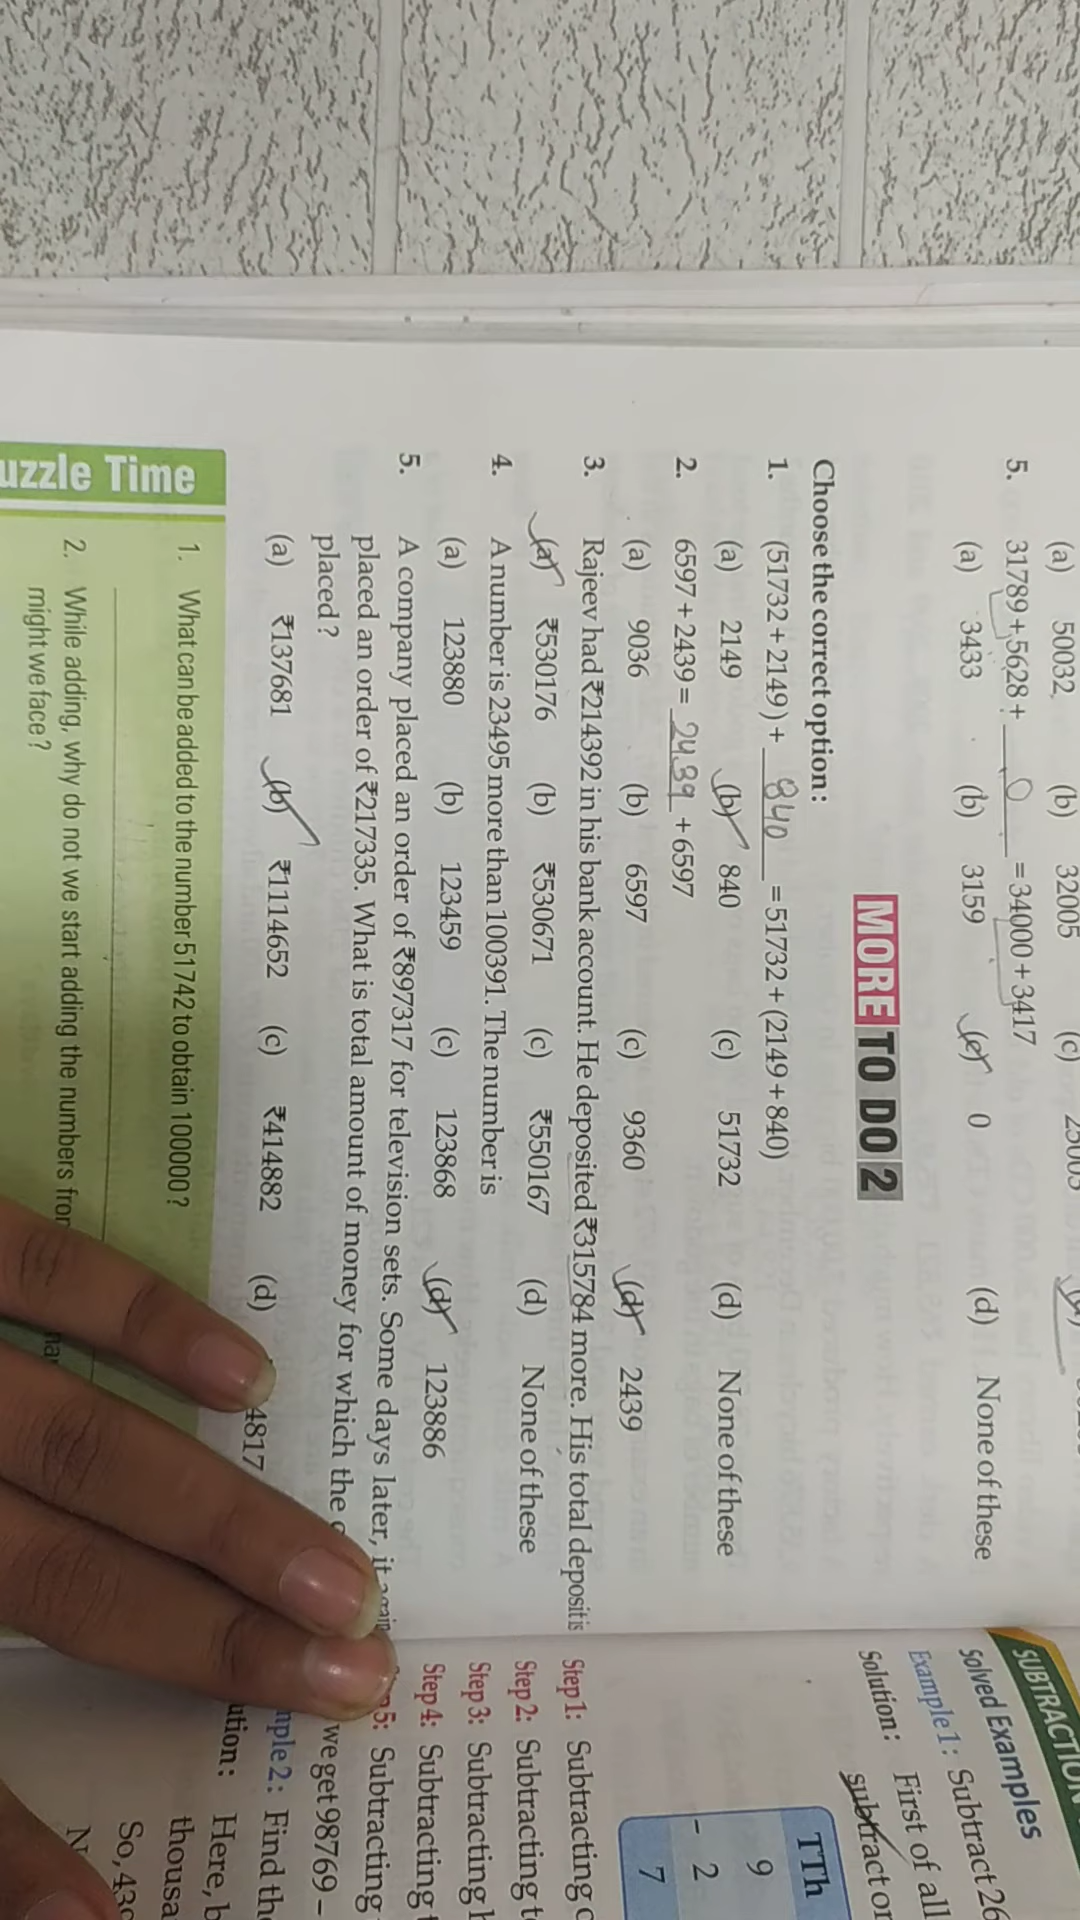 (a) 50032 (b) 32005 (c) 25003
5. 31789 + 5628 + 0 = 34000 + 3417
(a) 3433 (b) 3159 (c) 0 (d) None of these
MORE TO DO 2
Choose the correct option:
1. (51732 + 2149) + 840 = 51732 + (2149 + 840)
(a) 2149 (b) 840 (c) 51732 (d) None of these
2. 6597 + 2439 = 2439 + 6597
(a) 9036 (b) 6597 (c) 9360 (d) 2439
3. Rajeev had ₹214392 in his bank account. He deposited ₹315784 more. His total deposit is
(a) ₹530176 (b) ₹530671 (c) ₹550167 (d) None of these
4. A number is 23495 more than 100391. The number is
(a) 123880 (b) 123459 (c) 123868 (d) 123886
5. A company placed an order of ₹897317 for television sets. Some days later, it again
placed an order of ₹217335. What is total amount of money for which the
placed?
(a) ₹137681 (b) ₹1114652 (c) ₹414882 (d) 4817
uzzle Time
1. What can be added to the number 51742 to obtain 100000?
2. While adding, why do not we start adding the numbers from
might we face?
SUBTRACTION
Solved Examples
Example 1: Subtract 26
Solution: First of all
subtract or
TTh
9
- 2
7
Step 1: Subtracting
Step 2: Subtracting
Step 3: Subtracting
Step 4: Subtracting
5: Subtracting
we get 98769 –
mple 2: Find the
ution: Here,
thousa
So, 439